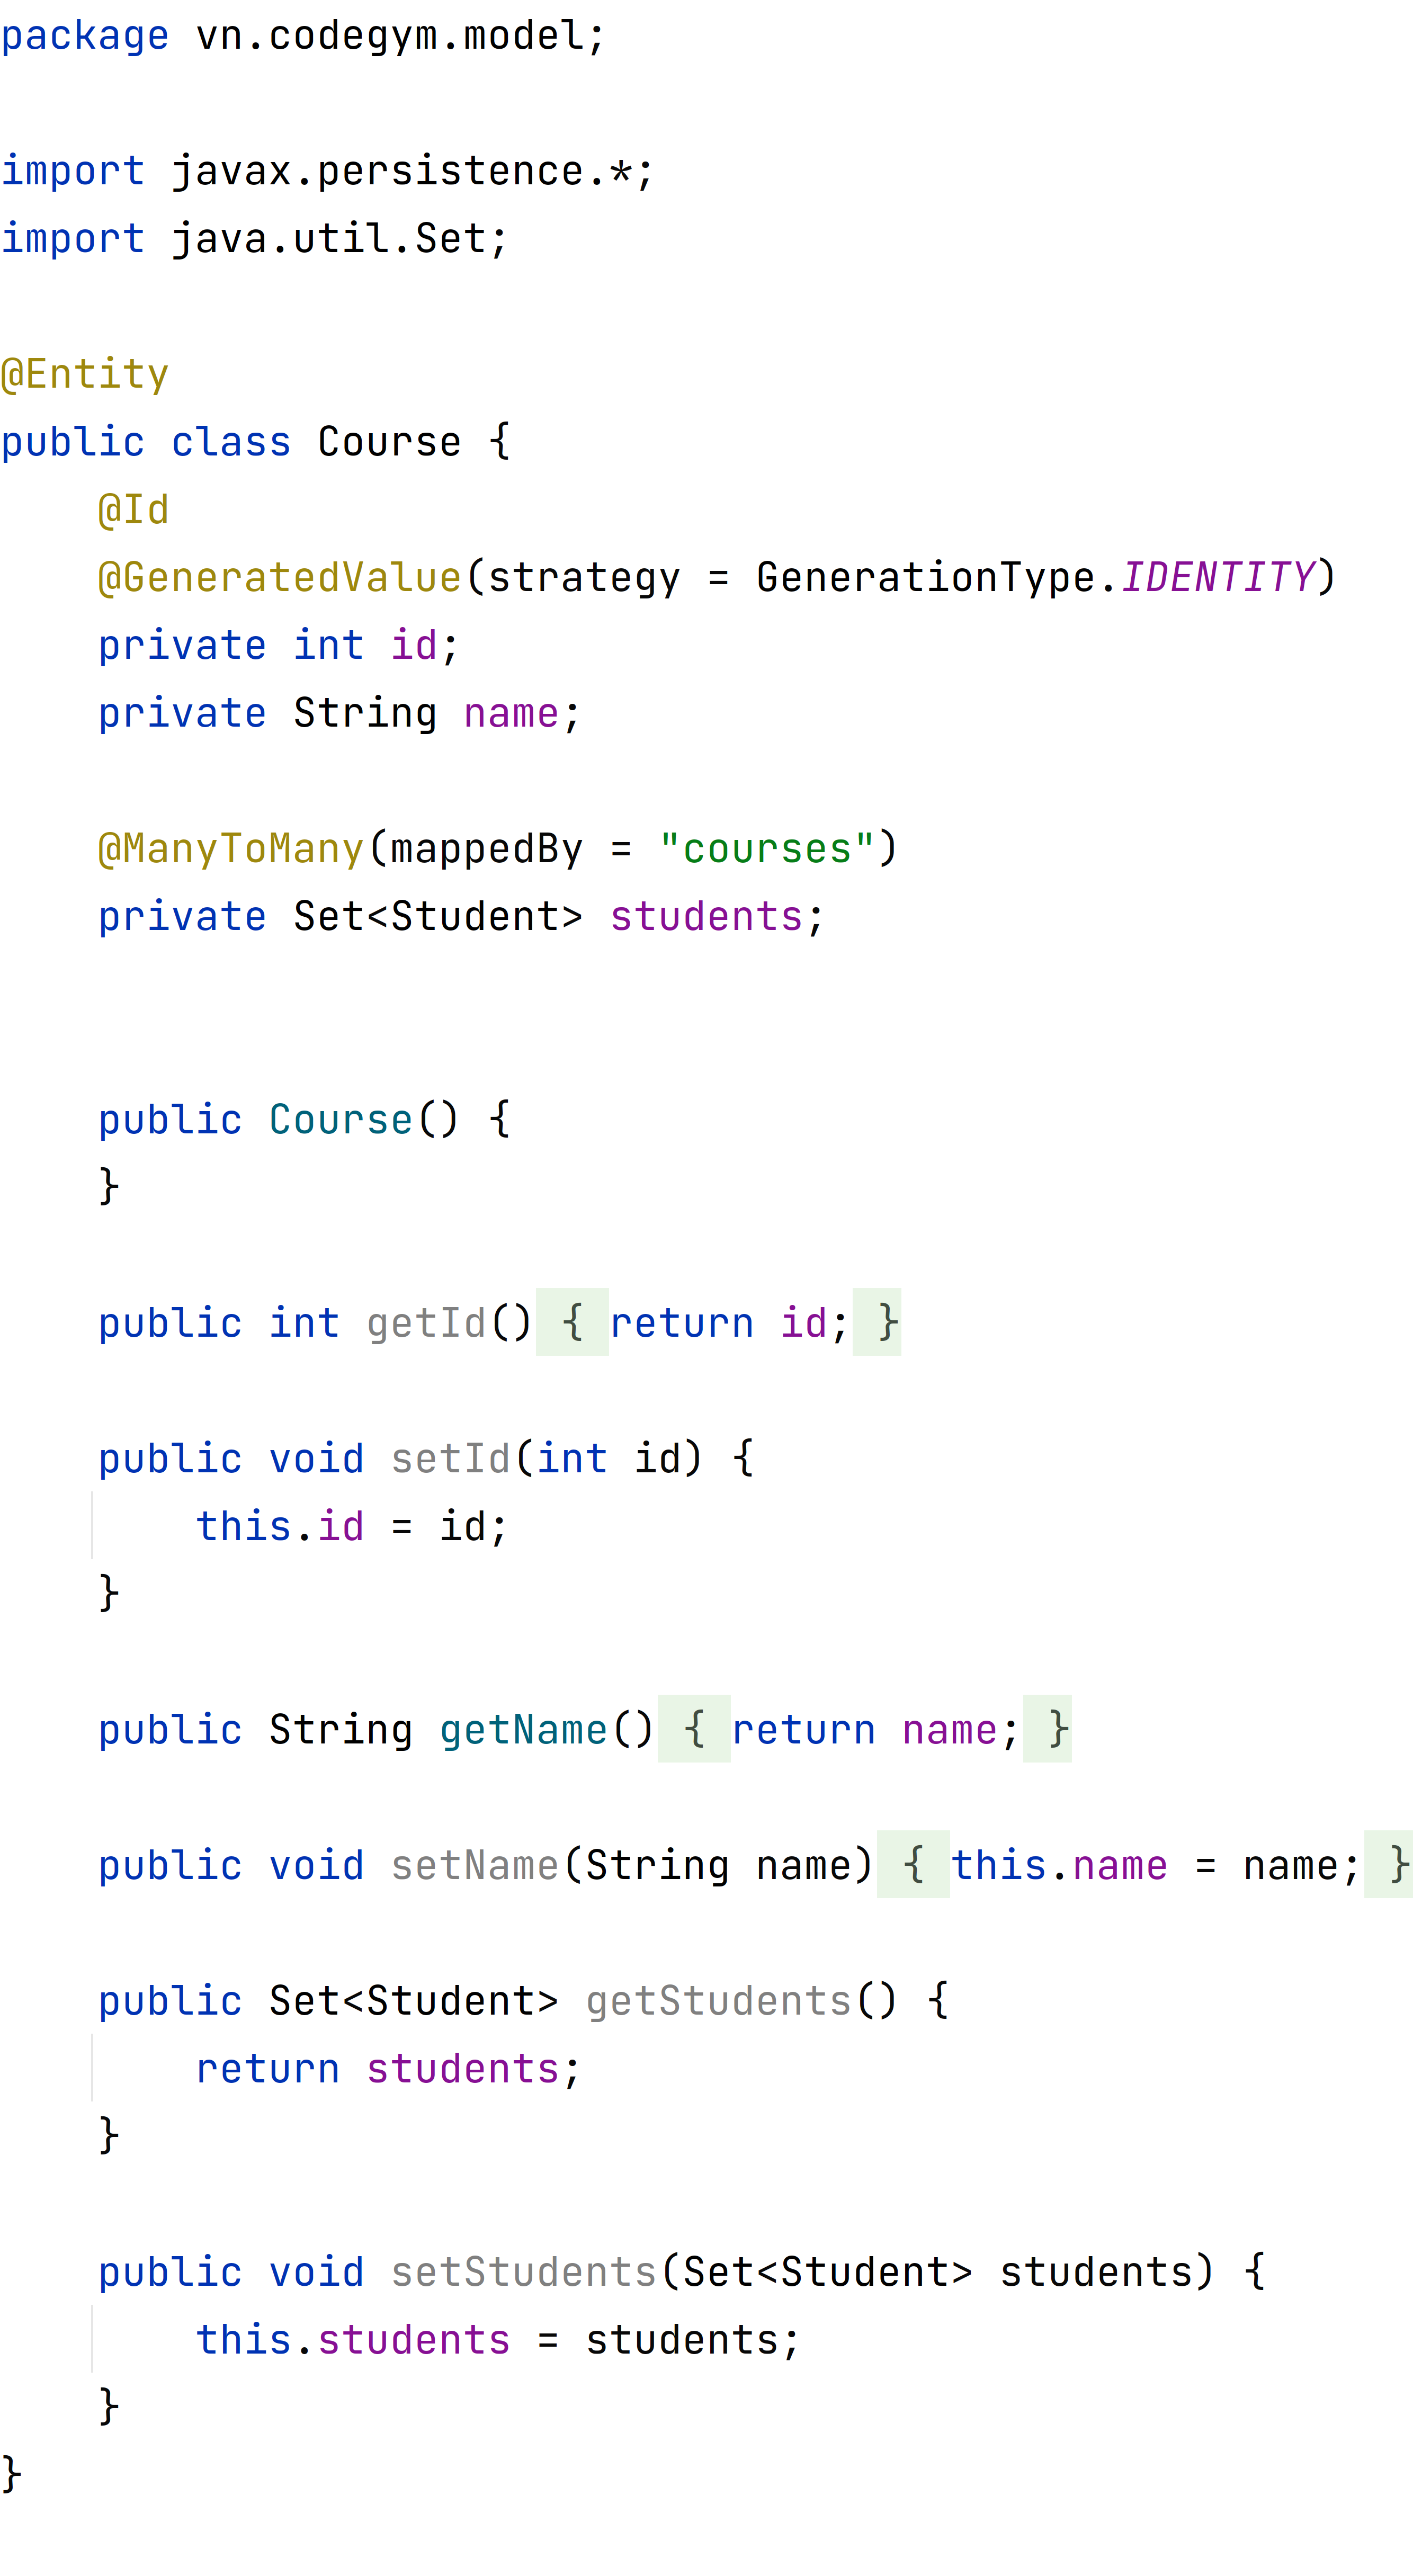 package vn.codegym.model;
import javax.persistence.*;
import java.util.Set;
@Entity
public class Course {
    @Id
    @GeneratedValue(strategy = GenerationType.IDENTITY)
    private int id;
    private String name;
    @ManyToMany(mappedBy = "courses")
    private Set<Student> students;
    public Course() {
    }
    public int getId() { return id; }
    public void setId(int id) {
        this.id = id;
    }
    public String getName() { return name; }
    public void setName(String name) { this.name = name; }
    public Set<Student> getStudents() {
        return students;
    }
    public void setStudents(Set<Student> students) {
        this.students = students;
    }
}